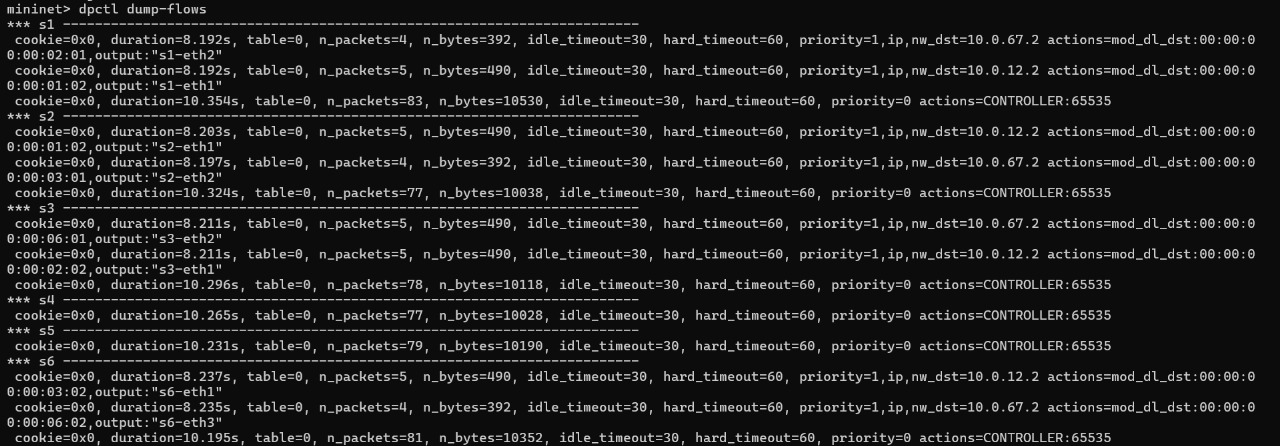 mininet> dpctl dump-flows
*** s1 ------------------------------------------------------------------------
 cookie=0x0, duration=8.192s, table=0, n_packets=4, n_bytes=392, idle_timeout=30, hard_timeout=60, priority=1,ip,nw_dst=10.0.67.2 actions=mod_dl_dst:00:00:0
0:00:02:01,output:"s1-eth2"
 cookie=0x0, duration=8.192s, table=0, n_packets=5, n_bytes=490, idle_timeout=30, hard_timeout=60, priority=1,ip,nw_dst=10.0.12.2 actions=mod_dl_dst:00:00:0
0:00:01:02,output:"s1-eth1"
 cookie=0x0, duration=10.354s, table=0, n_packets=83, n_bytes=10530, idle_timeout=30, hard_timeout=60, priority=0 actions=CONTROLLER:65535
*** s2 ------------------------------------------------------------------------
 cookie=0x0, duration=8.203s, table=0, n_packets=5, n_bytes=490, idle_timeout=30, hard_timeout=60, priority=1,ip,nw_dst=10.0.12.2 actions=mod_dl_dst:00:00:0
0:00:01:02,output:"s2-eth1"
 cookie=0x0, duration=8.197s, table=0, n_packets=4, n_bytes=392, idle_timeout=30, hard_timeout=60, priority=1,ip,nw_dst=10.0.67.2 actions=mod_dl_dst:00:00:0
0:00:03:01,output:"s2-eth2"
 cookie=0x0, duration=10.324s, table=0, n_packets=77, n_bytes=10038, idle_timeout=30, hard_timeout=60, priority=0 actions=CONTROLLER:65535
*** s3 ------------------------------------------------------------------------
 cookie=0x0, duration=8.211s, table=0, n_packets=5, n_bytes=490, idle_timeout=30, hard_timeout=60, priority=1,ip,nw_dst=10.0.67.2 actions=mod_dl_dst:00:00:0
0:00:06:01,output:"s3-eth2"
 cookie=0x0, duration=8.211s, table=0, n_packets=5, n_bytes=490, idle_timeout=30, hard_timeout=60, priority=1,ip,nw_dst=10.0.12.2 actions=mod_dl_dst:00:00:0
0:00:02:02,output:"s3-eth1"
 cookie=0x0, duration=10.296s, table=0, n_packets=78, n_bytes=10118, idle_timeout=30, hard_timeout=60, priority=0 actions=CONTROLLER:65535
*** s4 ------------------------------------------------------------------------
 cookie=0x0, duration=10.265s, table=0, n_packets=77, n_bytes=10028, idle_timeout=30, hard_timeout=60, priority=0 actions=CONTROLLER:65535
*** s5 ------------------------------------------------------------------------
 cookie=0x0, duration=10.231s, table=0, n_packets=79, n_bytes=10190, idle_timeout=30, hard_timeout=60, priority=0 actions=CONTROLLER:65535
*** s6 ------------------------------------------------------------------------
 cookie=0x0, duration=8.237s, table=0, n_packets=5, n_bytes=490, idle_timeout=30, hard_timeout=60, priority=1,ip,nw_dst=10.0.12.2 actions=mod_dl_dst:00:00:0
0:00:03:02,output:"s6-eth1"
 cookie=0x0, duration=8.235s, table=0, n_packets=4, n_bytes=392, idle_timeout=30, hard_timeout=60, priority=1,ip,nw_dst=10.0.67.2 actions=mod_dl_dst:00:00:0
0:00:06:02,output:"s6-eth3"
 cookie=0x0, duration=10.195s, table=0, n_packets=81, n_bytes=10352, idle_timeout=30, hard_timeout=60, priority=0 actions=CONTROLLER:65535